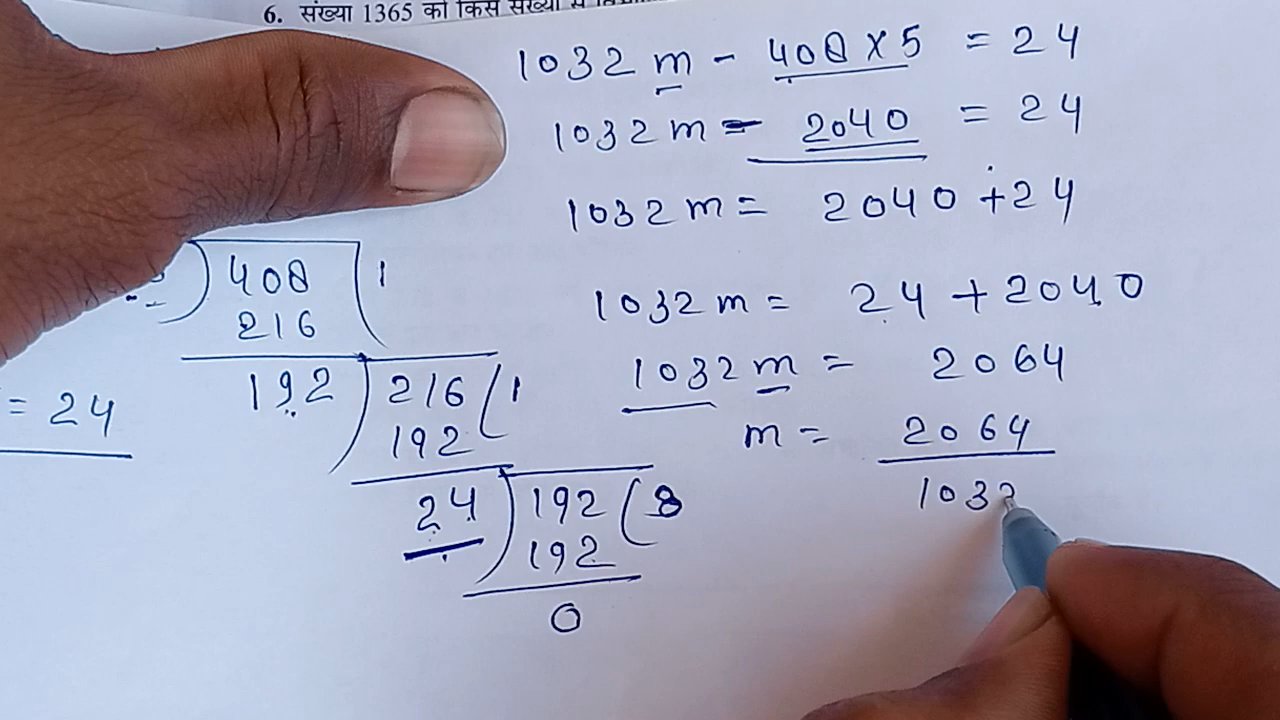 6. संख्या 1365 को किस संख्या से
1032 m - 408 × 5 = 24
1032 m - 2040 = 24
1032 m = 2040 + 24
1032 m = 24 + 2040
1032 m = 2064
m = 2064
1032
) 408 ( 1
216
192 ) 216 ( 1
192
24 ) 192 ( 8
192
0
= 24